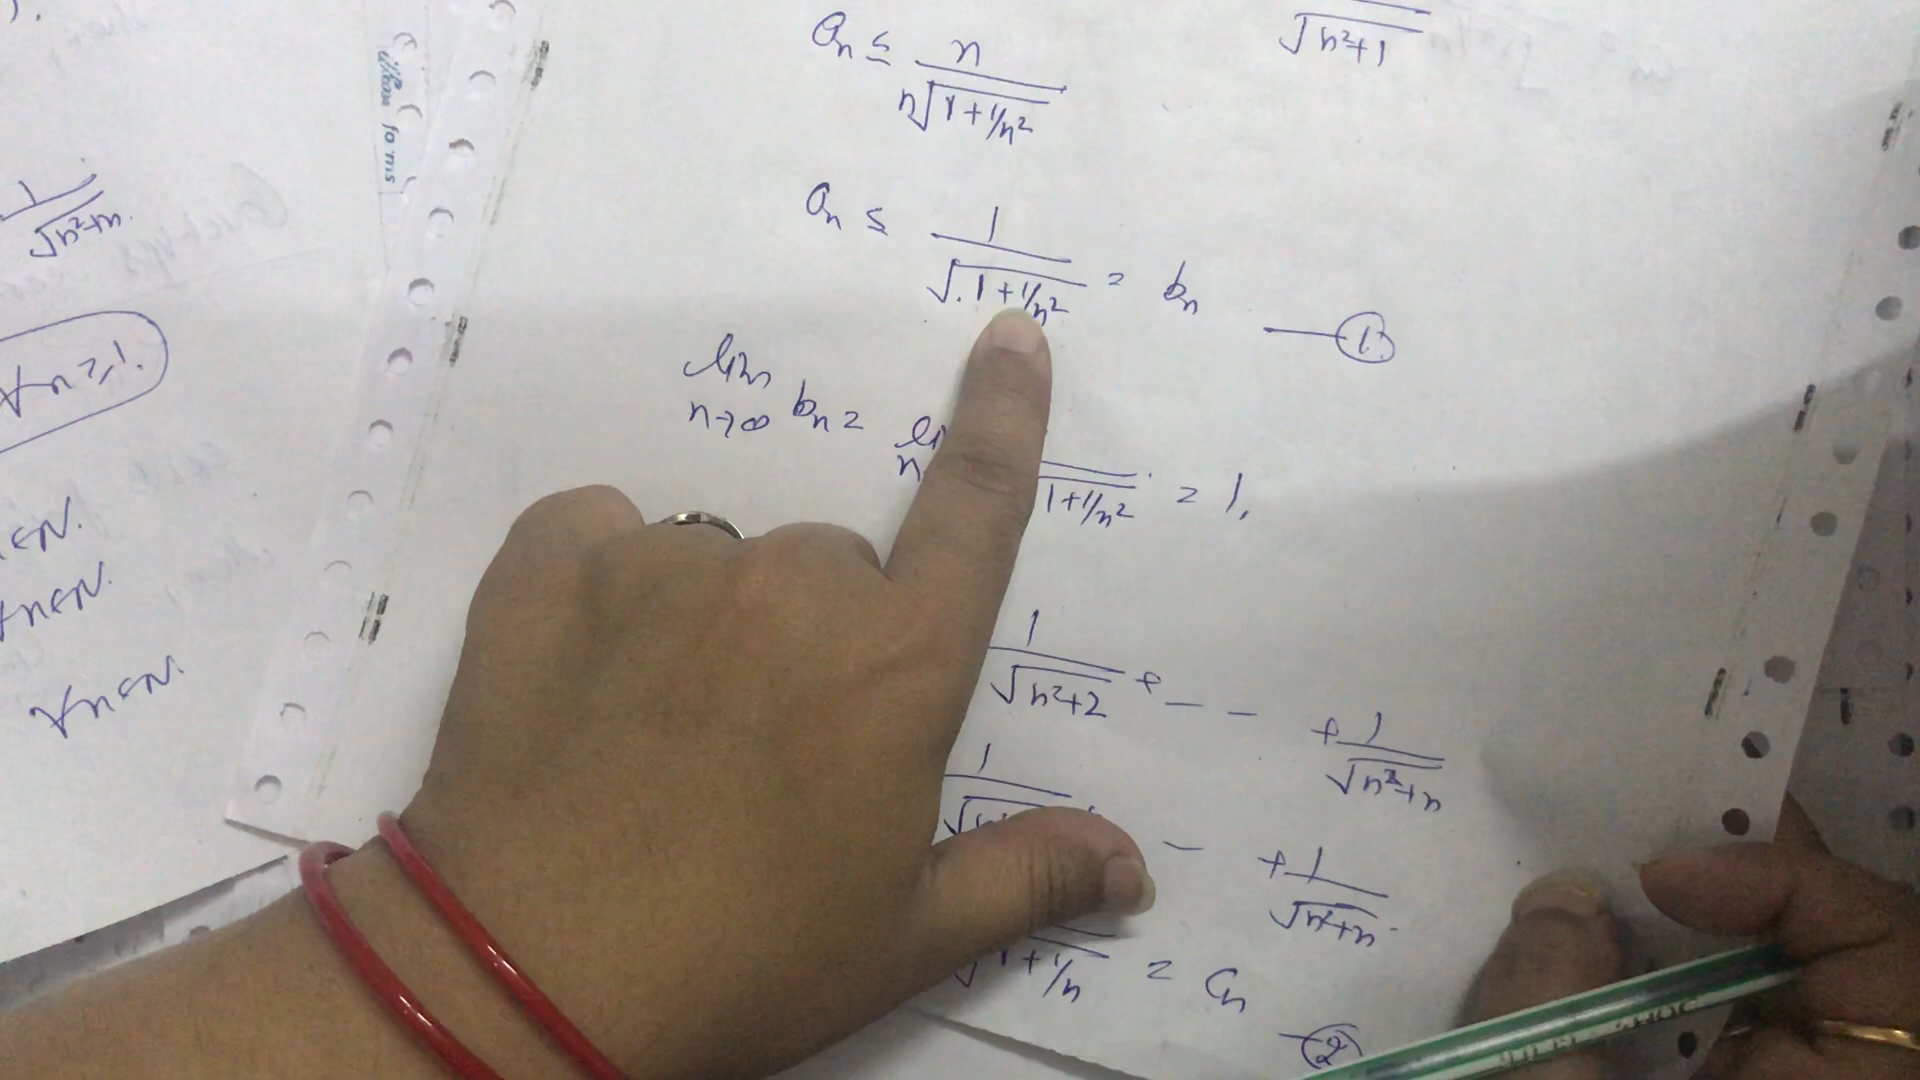 aₙ ≤ n / n√(1+1/n²)
√(n²+1)
aₙ ≤ 1/√(1+1/n²) = bₙ —①
1/√(n²+n).
∀n≥1.
lim n→∞ bₙ =
√(1+1/n²) = 1.
∈N.
∀n∈N.
∀n∈N.
1/√(n²+2) + – – + 1/√(n²+n)
– + 1/√(n²+n).
√(1+1/n) = Cₙ
—②